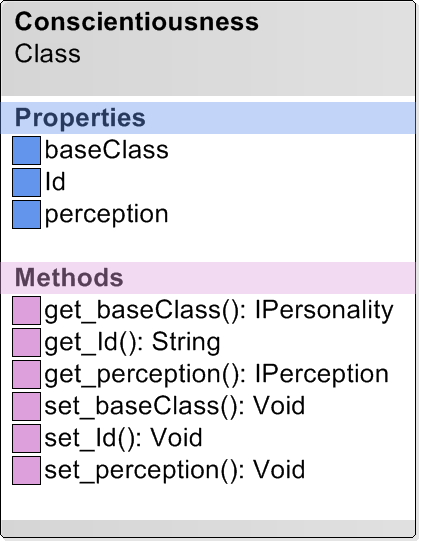 Conscientiousness
Class
Properties
baseClass
Id
perception
Methods
get_baseClass(): IPersonality
get_Id(): String
get_perception(): IPerception
set_baseClass(): Void
set_Id(): Void
set_perception(): Void